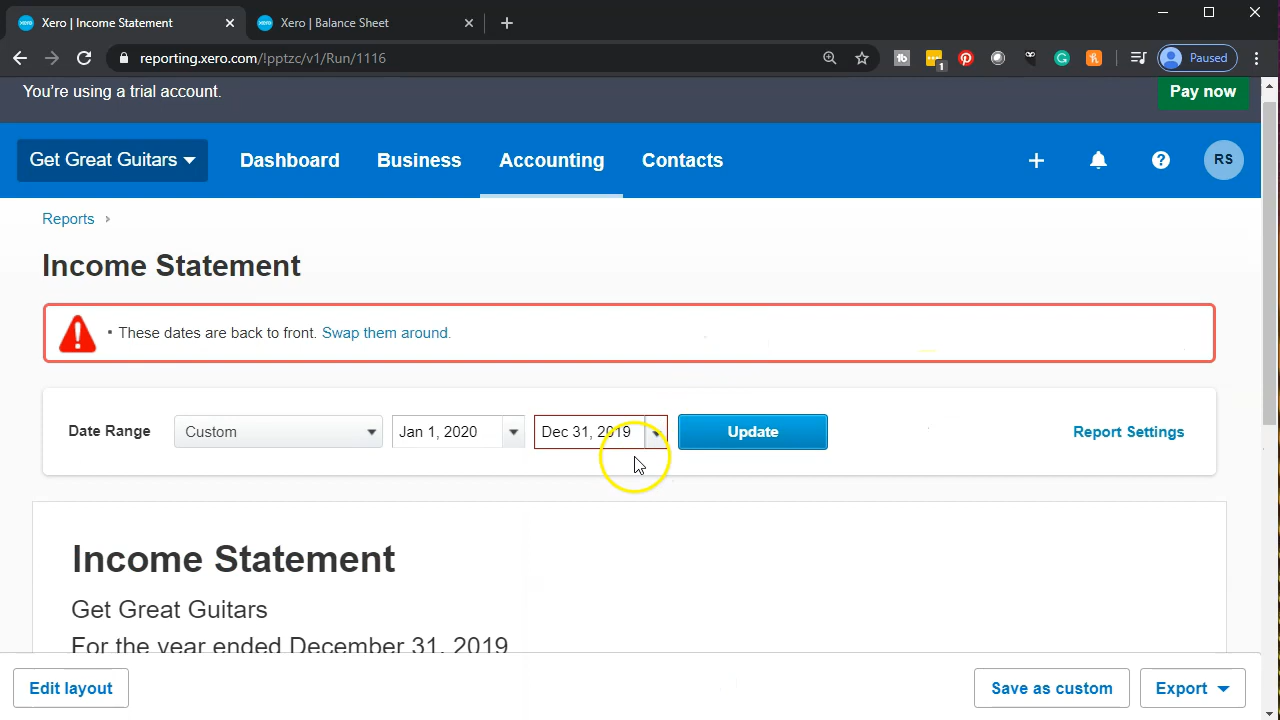 Xero | Income Statement
Xero | Balance Sheet
reporting.xero.com/!pptzc/v1/Run/1116
1
Paused
You're using a trial account.
Pay now
Get Great Guitars
Dashboard
Business
Accounting
Contacts
RS
Reports
Income Statement
• These dates are back to front. Swap them around.
Date Range
Custom
Jan 1, 2020
Dec 31, 2019
Update
Report Settings
Income Statement
Get Great Guitars
For the year ended December 31, 2019
Edit layout
Save as custom
Export